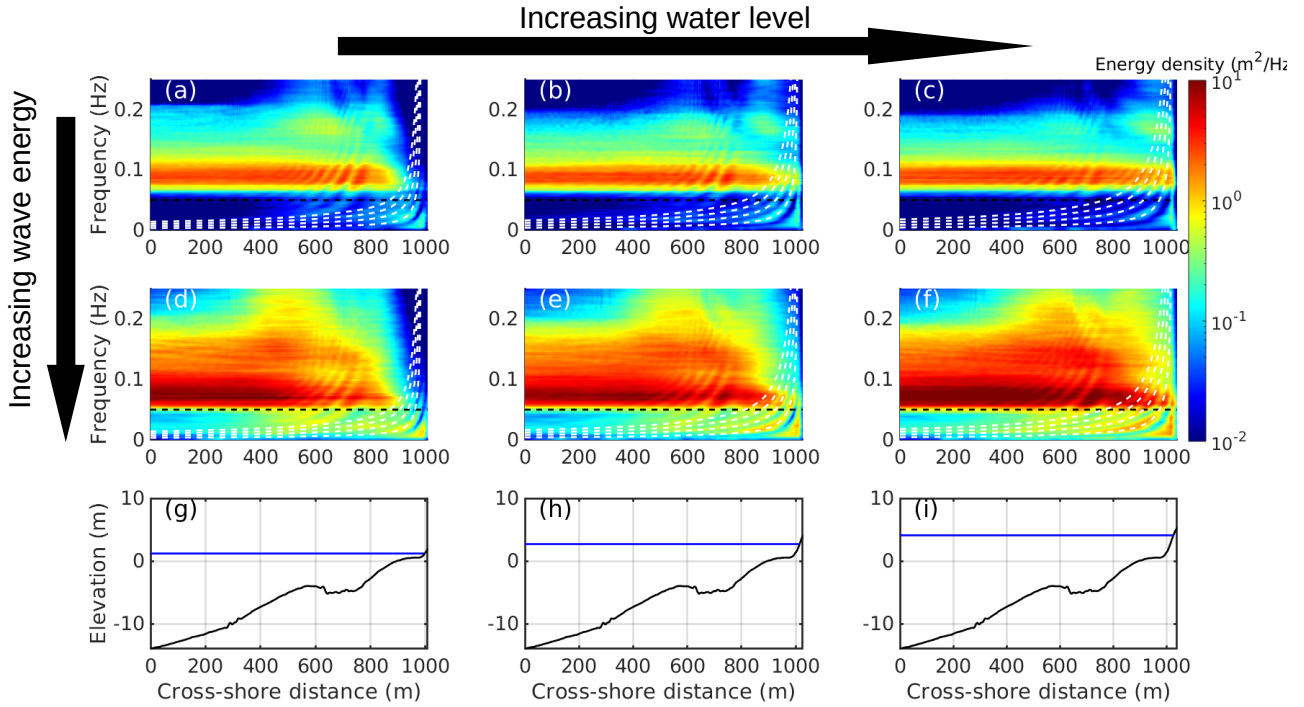 Increasing water level
Increasing wave energy
Energy density (m²/Hz
(a)
(b)
(c)
Frequency (Hz)
0.2
0.1
0
0 200 400 600 800 1000
0 200 400 600 800 1000
0 200 400 600 800 1000
10¹
10⁰
10⁻¹
10⁻²
(d)
(e)
(f)
Frequency (Hz)
0.2
0.1
0
0.2
0.1
0
0.2
0.1
0
0.2
0.1
0
0.2
0.1
0
0 200 400 600 800 1000
0 200 400 600 800 1000
0 200 400 600 800 1000
(g)
(h)
(i)
Elevation (m)
10
0
-10
10
0
-10
10
0
-10
0 200 400 600 800 1000
0 200 400 600 800 1000
0 200 400 600 800 1000
Cross-shore distance (m)
Cross-shore distance (m)
Cross-shore distance (m)